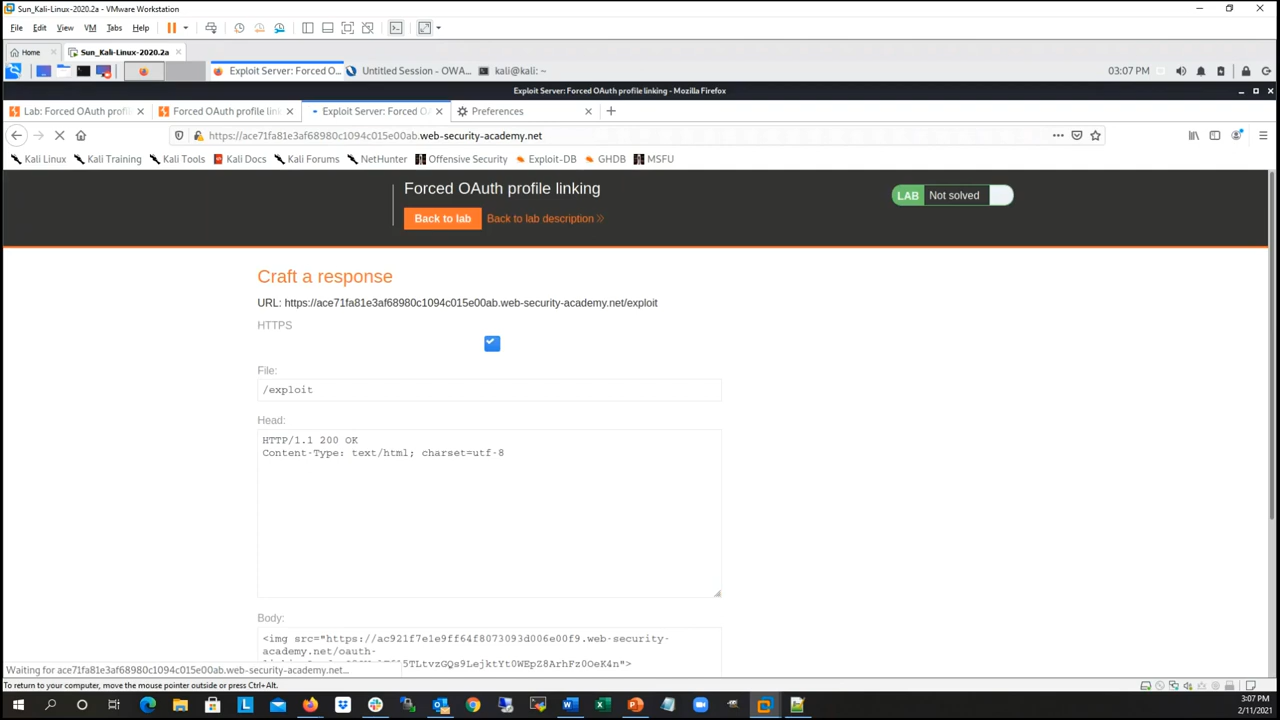 Sun_Kali-Linux-2020.2a - VMware Workstation
File Edit View VM Tabs Help
Home Sun_Kali-Linux-2020.2a
Exploit Server: Forced O... Untitled Session - OWA... kali@kali: ~ 03:07 PM
Exploit Server: Forced OAuth profile linking - Mozilla Firefox
Lab: Forced OAuth profil Forced OAuth profile link Exploit Server: Forced OA Preferences
https://ace71fa81e3af68980c1094c015e00ab.web-security-academy.net
Kali Linux Kali Training Kali Tools Kali Docs Kali Forums NetHunter Offensive Security Exploit-DB GHDB MSFU
Forced OAuth profile linking
LAB Not solved
Back to lab Back to lab description
Craft a response
URL: https://ace71fa81e3af68980c1094c015e00ab.web-security-academy.net/exploit
HTTPS
File:
/exploit
Head:
HTTP/1.1 200 OK
Content-Type: text/html; charset=utf-8
Body:
<img src="https://ac921f7e1e9ff64f8073093d006e00f9.web-security-
academy.net/oauth-
Waiting for ace71fa81e3af68980c1094c015e00ab.web-security-academy.net...
To return to your computer, move the mouse pointer outside or press Ctrl+Alt.
3:07 PM
2/11/2021